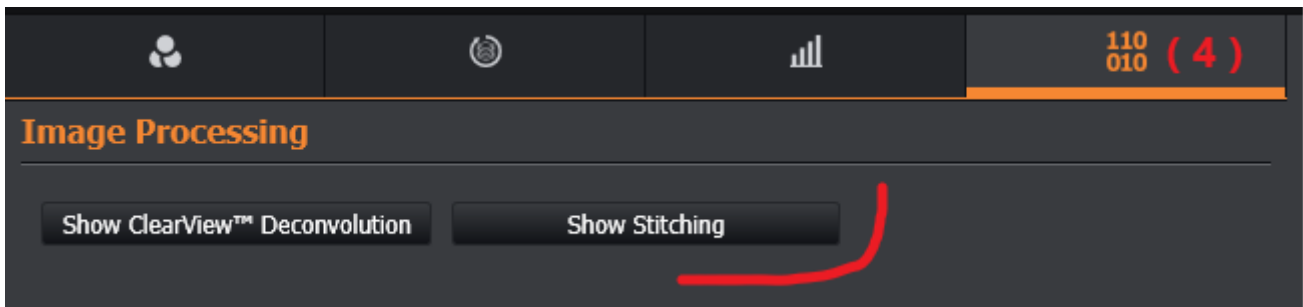 110 ( 4 )
010
Image Processing
Show ClearView™ Deconvolution
Show Stitching